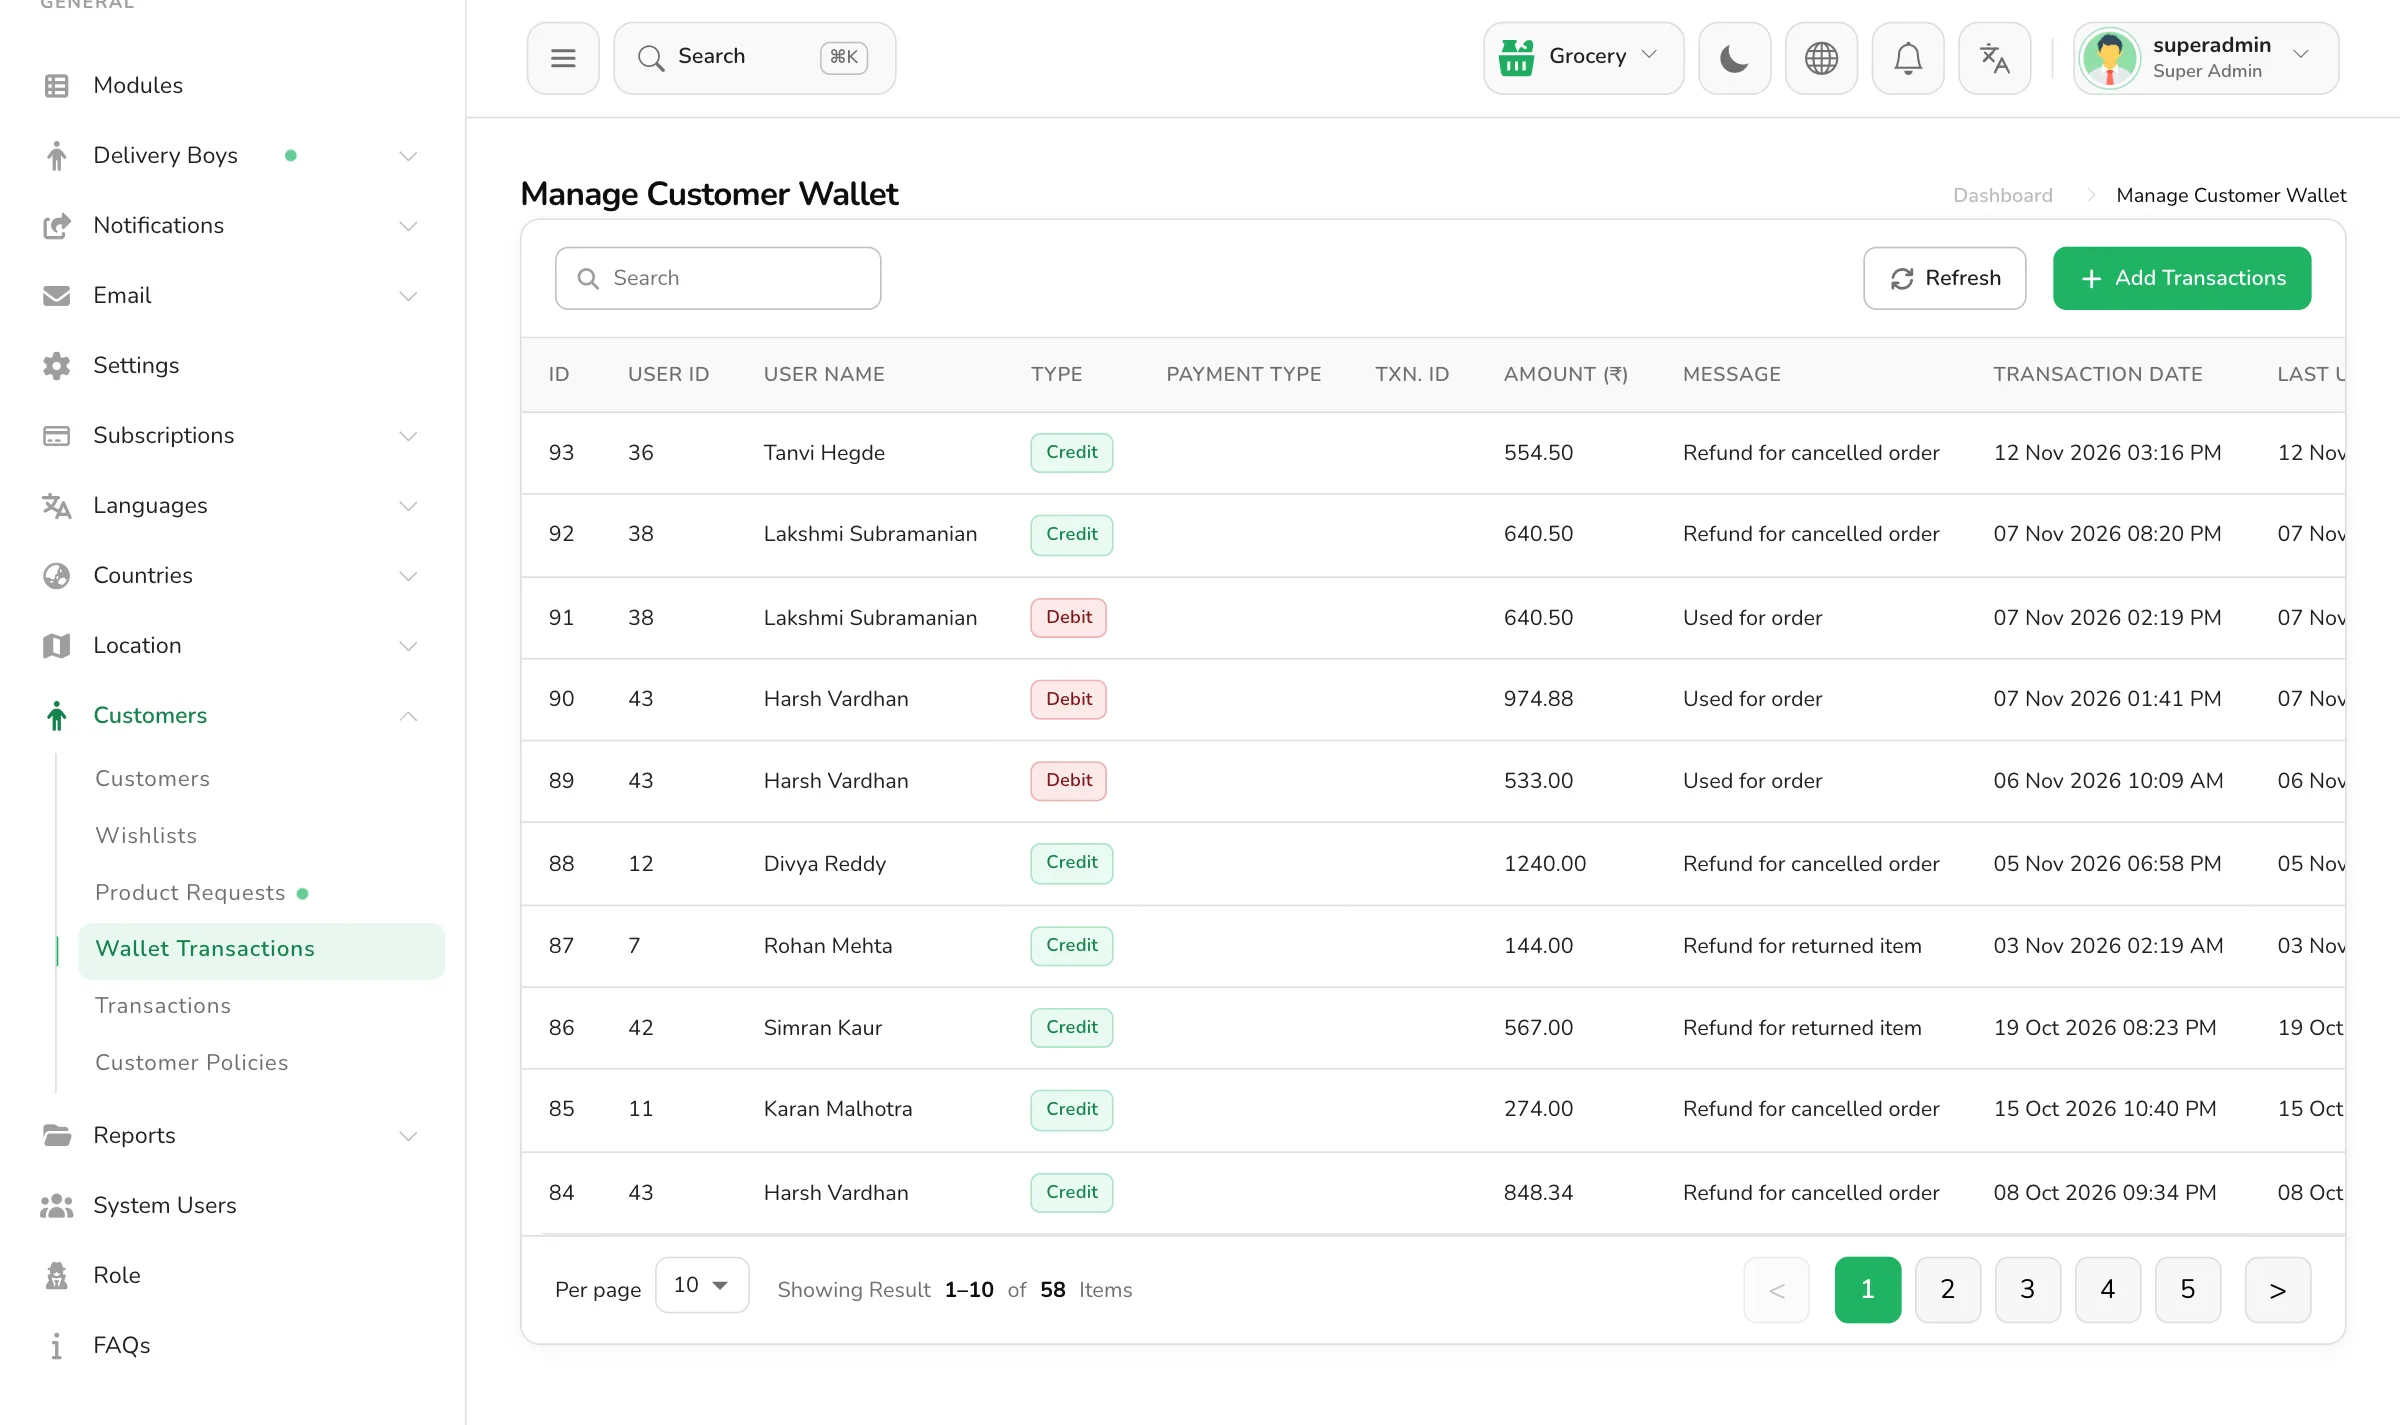 GENERAL
Modules
Delivery Boys
Notifications
Email
Settings
Subscriptions
Languages
Countries
Location
Customers
Customers
Wishlists
Product Requests
Wallet Transactions
Transactions
Customer Policies
Reports
System Users
Role
FAQs
Search ⌘K
Grocery
superadmin
Super Admin
Manage Customer Wallet
Dashboard > Manage Customer Wallet
Search
Refresh
+ Add Transactions
ID USER ID USER NAME TYPE PAYMENT TYPE TXN. ID AMOUNT (₹) MESSAGE TRANSACTION DATE LAST U
93 36 Tanvi Hegde Credit 554.50 Refund for cancelled order 12 Nov 2026 03:16 PM 12 Nov
92 38 Lakshmi Subramanian Credit 640.50 Refund for cancelled order 07 Nov 2026 08:20 PM 07 Nov
91 38 Lakshmi Subramanian Debit 640.50 Used for order 07 Nov 2026 02:19 PM 07 Nov
90 43 Harsh Vardhan Debit 974.88 Used for order 07 Nov 2026 01:41 PM 07 Nov
89 43 Harsh Vardhan Debit 533.00 Used for order 06 Nov 2026 10:09 AM 06 Nov
88 12 Divya Reddy Credit 1240.00 Refund for cancelled order 05 Nov 2026 06:58 PM 05 Nov
87 7 Rohan Mehta Credit 144.00 Refund for returned item 03 Nov 2026 02:19 AM 03 Nov
86 42 Simran Kaur Credit 567.00 Refund for returned item 19 Oct 2026 08:23 PM 19 Oct
85 11 Karan Malhotra Credit 274.00 Refund for cancelled order 15 Oct 2026 10:40 PM 15 Oct
84 43 Harsh Vardhan Credit 848.34 Refund for cancelled order 08 Oct 2026 09:34 PM 08 Oct
Per page 10 Showing Result 1–10 of 58 Items
< 1 2 3 4 5 >